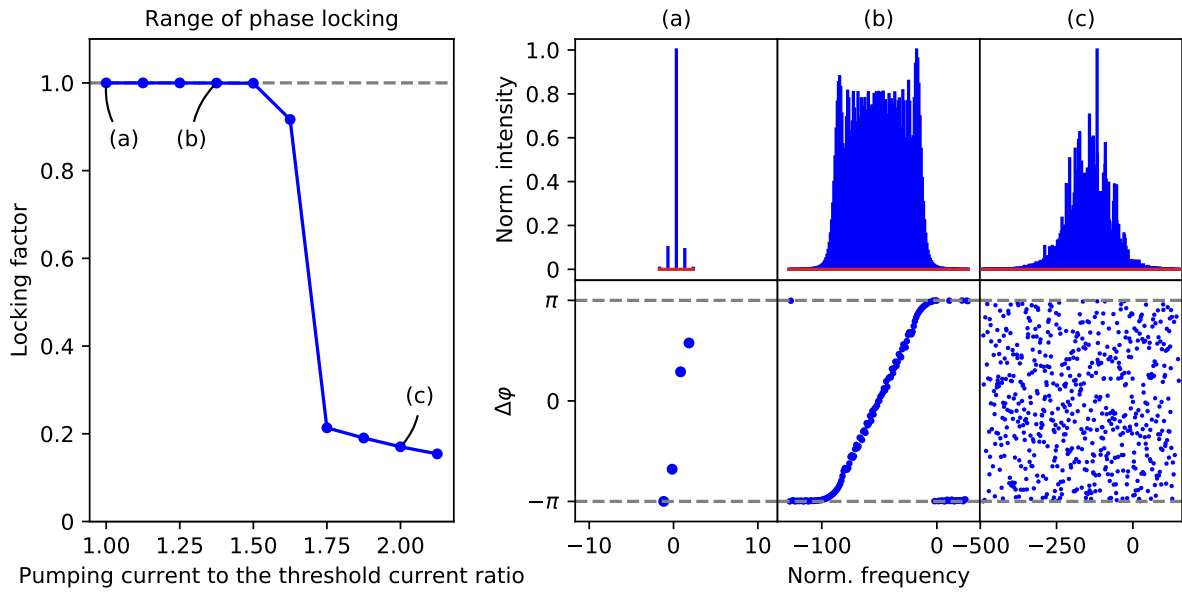 Range of phase locking
Locking factor
1.0
0.8
0.6
0.4
0.2
0
(a)
(b)
(c)
1.00
1.25
1.50
1.75
2.00
Pumping current to the threshold current ratio
(a)
(b)
(c)
Norm. intensity
1.0
0.8
0.6
0.4
0.2
0
Δφ
π
0
−π
−10
0
10
−100
0
−500
−250
0
Norm. frequency